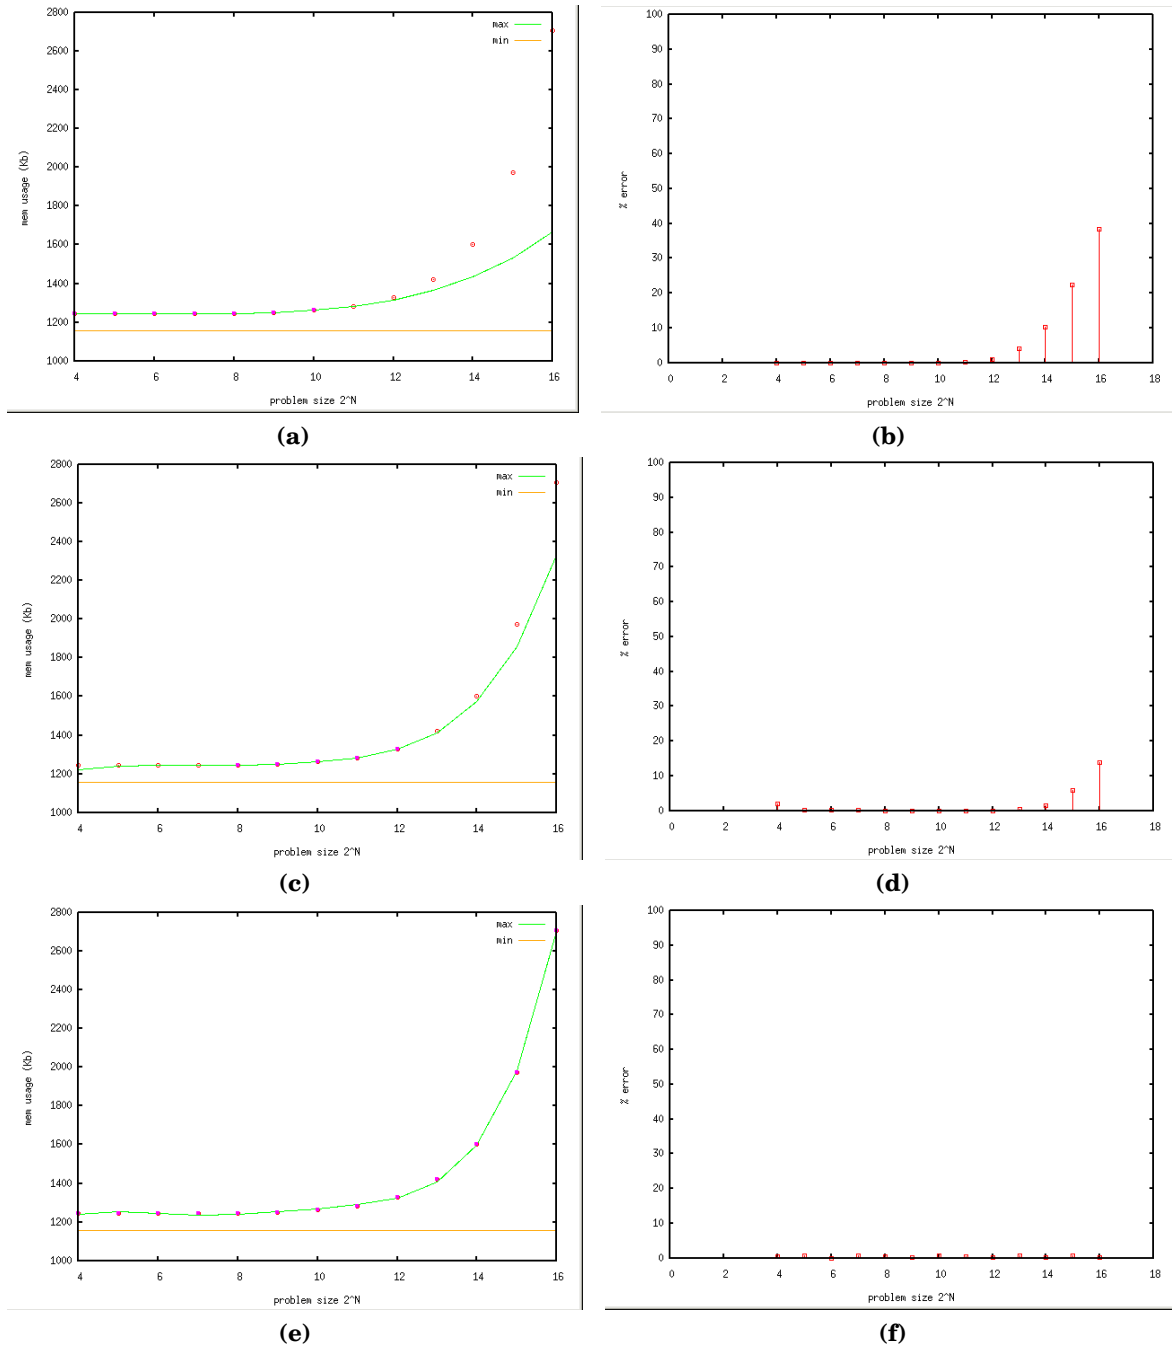 2800
2600
2400
2200
2000
1800
1600
1400
1200
1000
mem usage (Kb)
max
min
4 6 8 10 12 14 16
problem size 2^N
(a)
100
90
80
70
60
50
40
30
20
10
0
% error
0 2 4 6 8 10 12 14 16 18
problem size 2^N
(b)
2800
2600
2400
2200
2000
1800
1600
1400
1200
1000
mem usage (Kb)
max
min
4 6 8 10 12 14 16
problem size 2^N
(c)
100
90
80
70
60
50
40
30
20
10
0
% error
0 2 4 6 8 10 12 14 16 18
problem size 2^N
(d)
2800
2600
2400
2200
2000
1800
1600
1400
1200
1000
mem usage (Kb)
max
min
4 6 8 10 12 14 16
problem size 2^N
(e)
100
90
80
70
60
50
40
30
20
10
0
% error
0 2 4 6 8 10 12 14 16 18
problem size 2^N
(f)